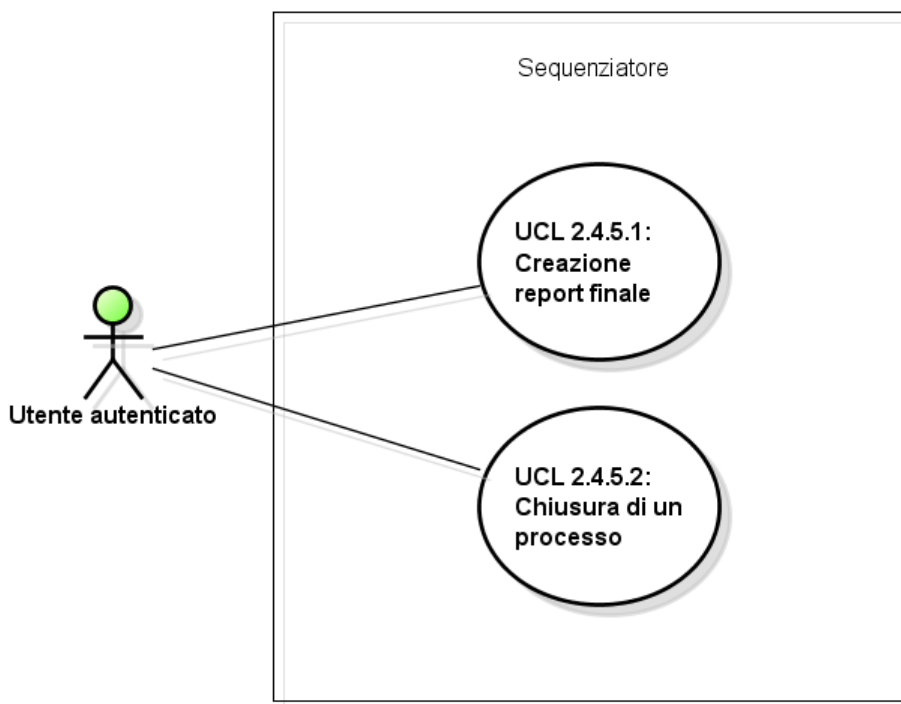 Sequenziatore
UCL 2.4.5.1:
Creazione
report finale
Utente autenticato
UCL 2.4.5.2:
Chiusura di un
processo